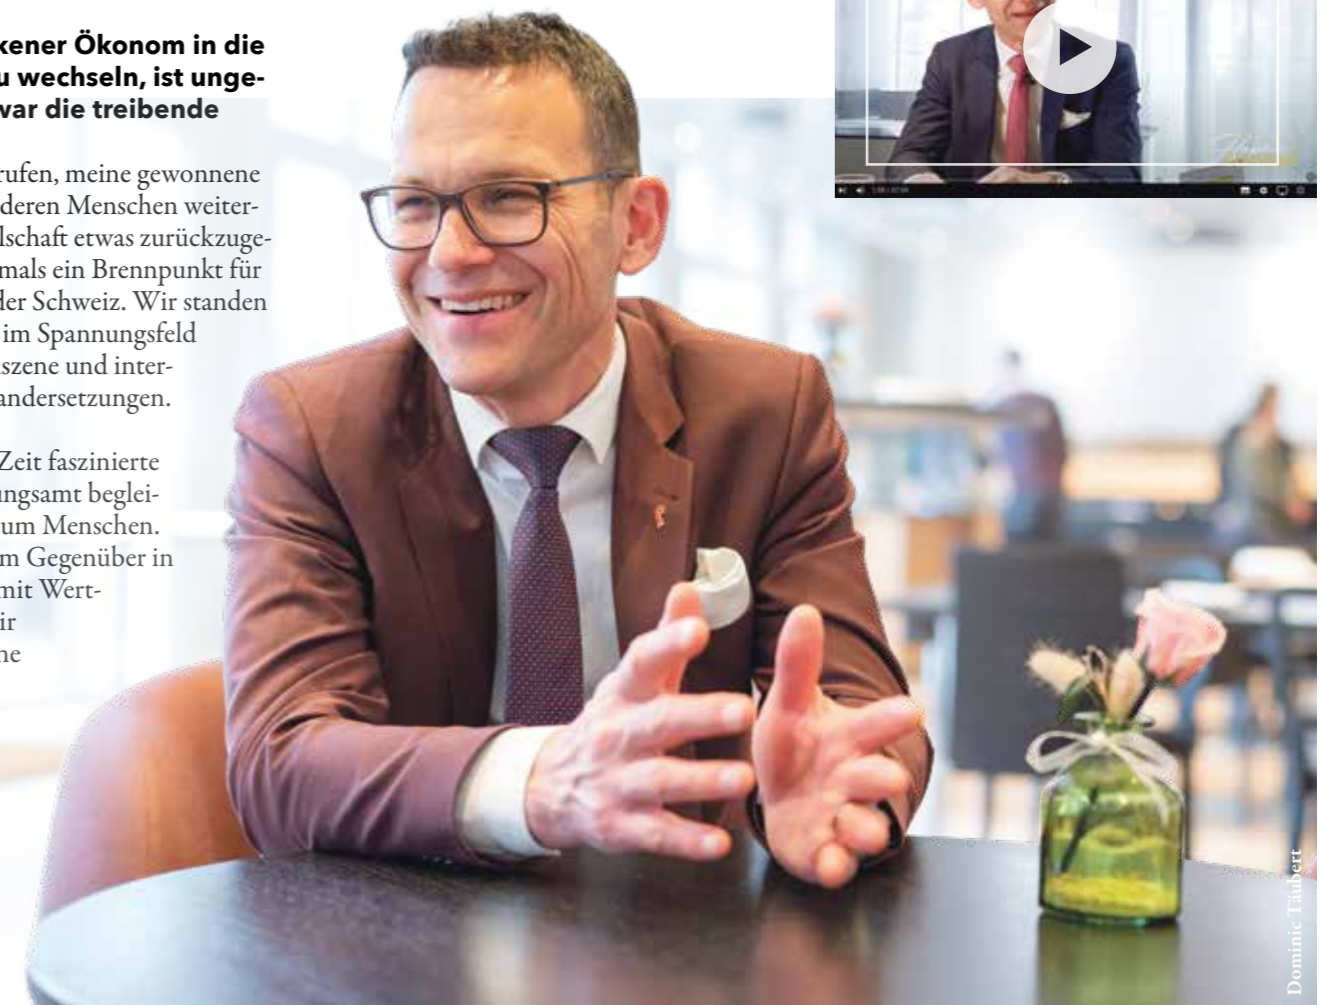 kener Ökonom in die
u wechseln, ist unge-
war die treibende
rufen, meine gewonnene
deren Menschen weiter-
lschaft etwas zurückzuge-
mals ein Brennpunkt für
der Schweiz. Wir standen
im Spannungsfeld
szene und inter-
andersetzungen.
Zeit faszinierte
ungsamt beglei-
um Menschen.
m Gegenüber in
mit Wert-
ir
ne
Dominic Täubert